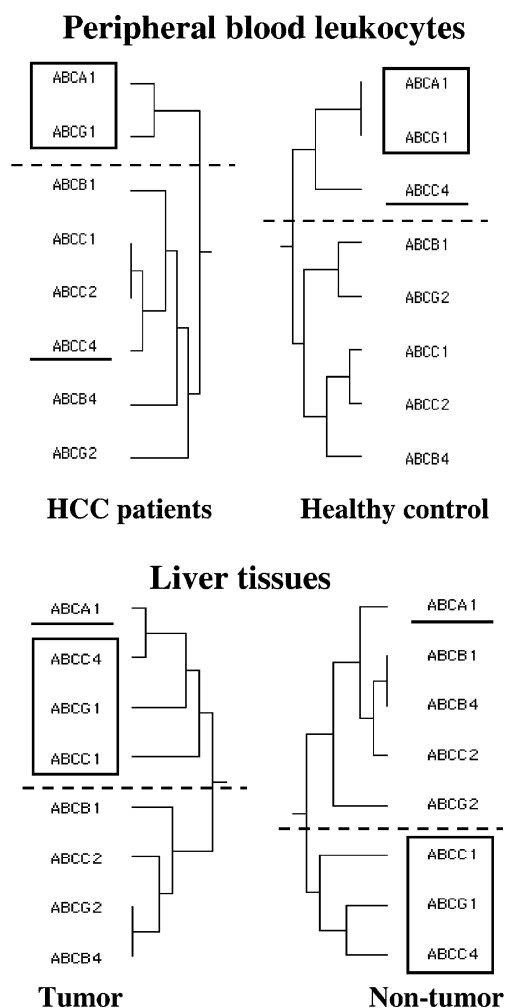 Peripheral blood leukocytes
ABCA1
ABCG1
ABCB1
ABCC1
ABCC2
ABCC4
ABCB4
ABCG2
HCC patients
ABCA1
ABCG1
ABCC4
ABCB1
ABCG2
ABCC1
ABCC2
ABCB4
Healthy control
Liver tissues
ABCA1
ABCC4
ABCG1
ABCC1
ABCB1
ABCC2
ABCG2
ABCB4
Tumor
ABCA1
ABCB1
ABCB4
ABCC2
ABCG2
ABCC1
ABCG1
ABCC4
Non-tumor